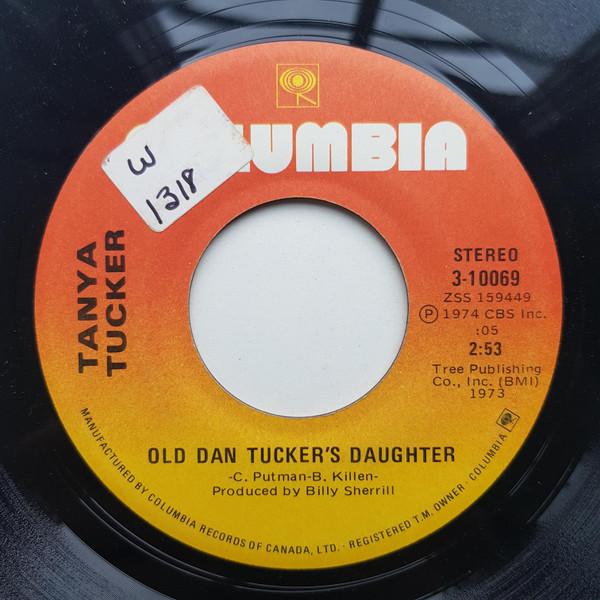 UMBIA
W
1318
TANYA
TUCKER
STEREO
3-10069
ZSS 159449
Ⓟ 1974 CBS Inc.
:05
2:53
Tree Publishing
Co., Inc. (BMI)
1973
OLD DAN TUCKER'S DAUGHTER
-C. Putman-B. Killen-
Produced by Billy Sherrill
MANUFACTURED BY COLUMBIA RECORDS OF CANADA, LTD. · REGISTERED T.M. OWNER · COLUMBIA